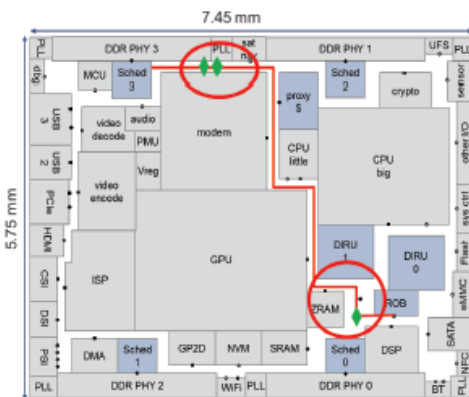 7.45 mm
5.75 mm
PLL
DDR PHY 3
PLL
sat
DDR PHY 1
UFS
PLL
dbg
MCU
Sched
3
Sched
2
sensor
USB
3
video
decode
audio
PMU
modem
proxy
$
crypto
other I/O
USB
2
Vreg
CPU
little
CPU
big
PCIe
video
encode
sys ctrl
HDMI
GPU
DIRU
1
DIRU
0
Flash
CSI
ISP
ZRAM
ROB
eMMC
DSI
SATA
PSI
DMA
Sched
1
GP2D
NVM
SRAM
Sched
0
DSP
NFC
PLL
DDR PHY 2
WiFi
PLL
DDR PHY 0
BT
PLL